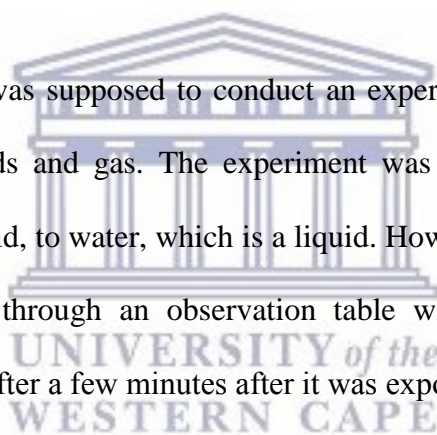 was supposed to conduct an exper
ds and gas. The experiment was
id, to water, which is a liquid. How
through an observation table w
UNIVERSITY of the
fter a few minutes after it was expo
WESTERN CAPE